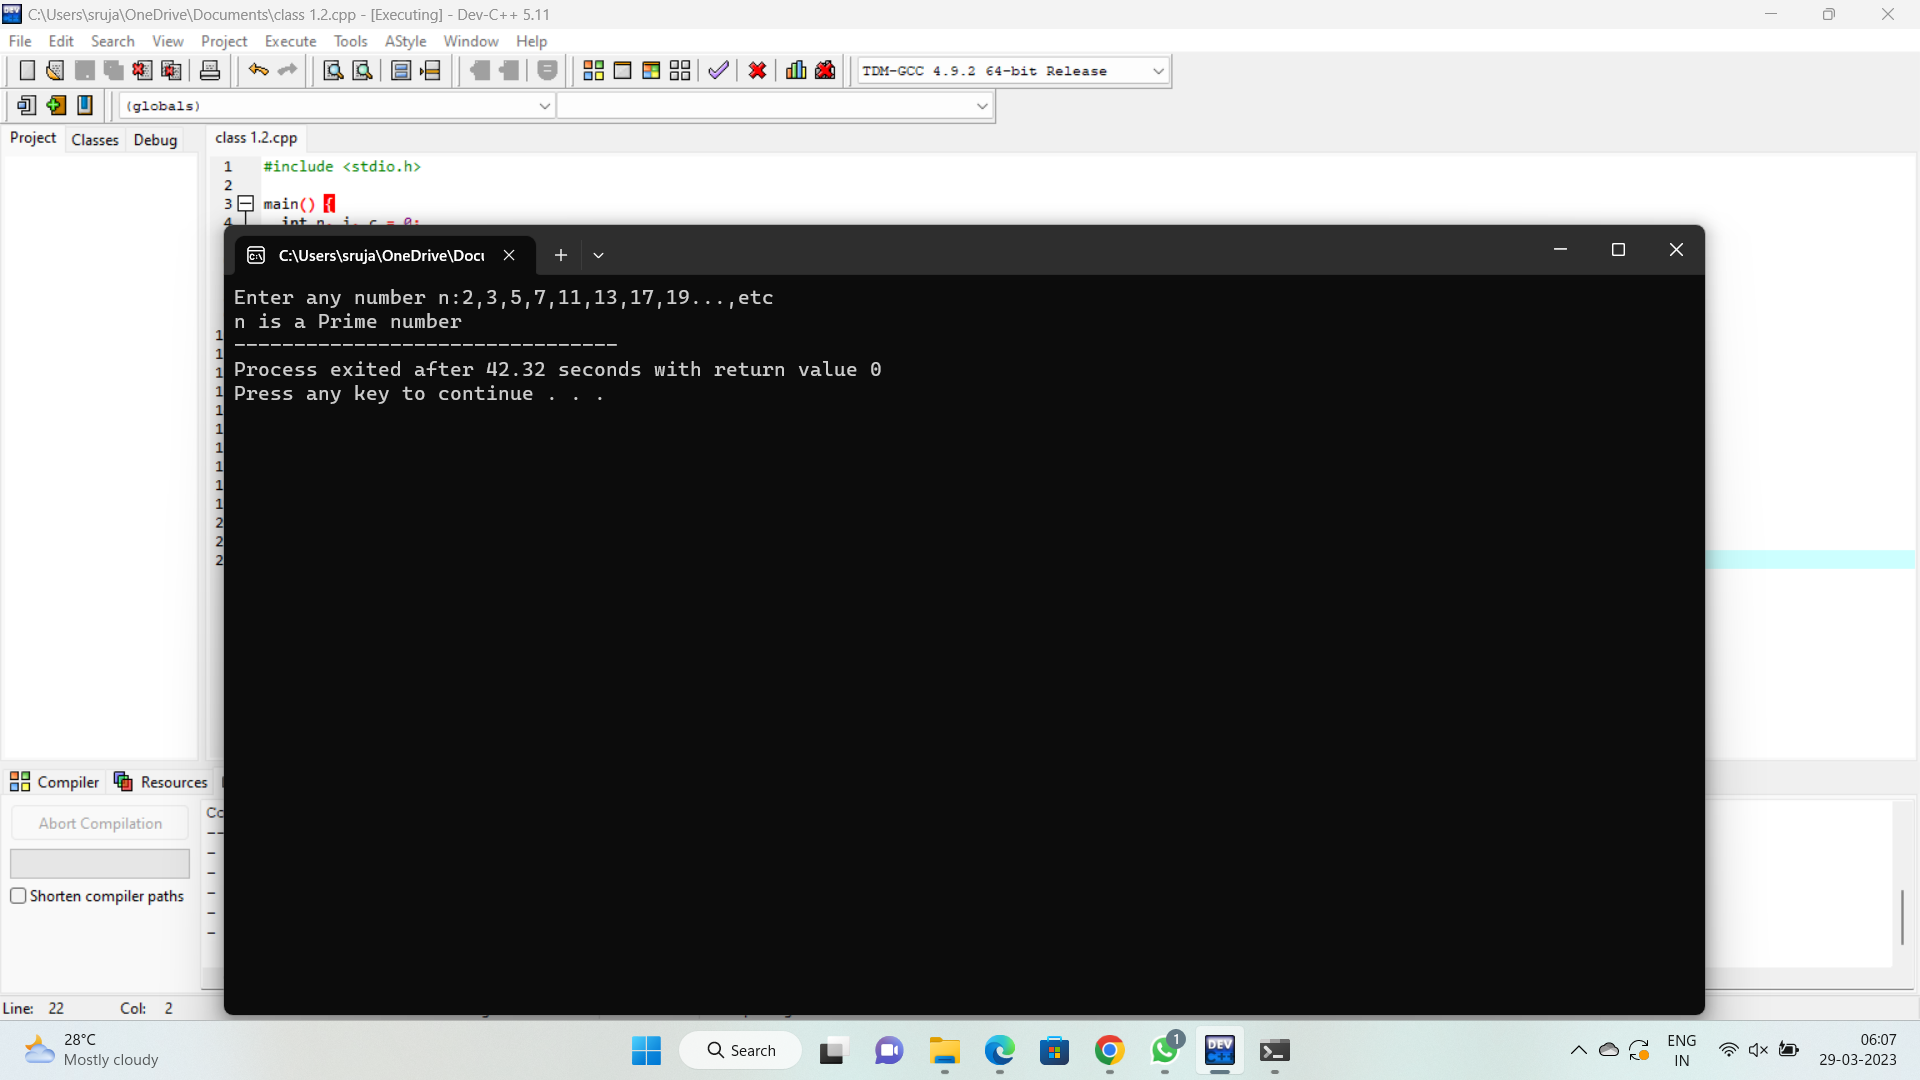 C:\Users\sruja\OneDrive\Documents\class 1.2.cpp - [Executing] - Dev-C++ 5.11
File Edit Search View Project Execute Tools AStyle Window Help
TDM-GCC 4.9.2 64-bit Release
(globals)
Project Classes Debug
class 1.2.cpp
1 #include <stdio.h>
2
3 main() {
4 int n, i, c = 0;
C:\Users\sruja\OneDrive\Docu
Enter any number n:2,3,5,7,11,13,17,19...,etc
n is a Prime number
--------------------------------
Process exited after 42.32 seconds with return value 0
Press any key to continue . . .
Compiler Resources
Abort Compilation
Shorten compiler paths
Line: 22 Col: 2
28°C
Mostly cloudy
Search
1
DEV
C++
ENG
IN
06:07
29-03-2023